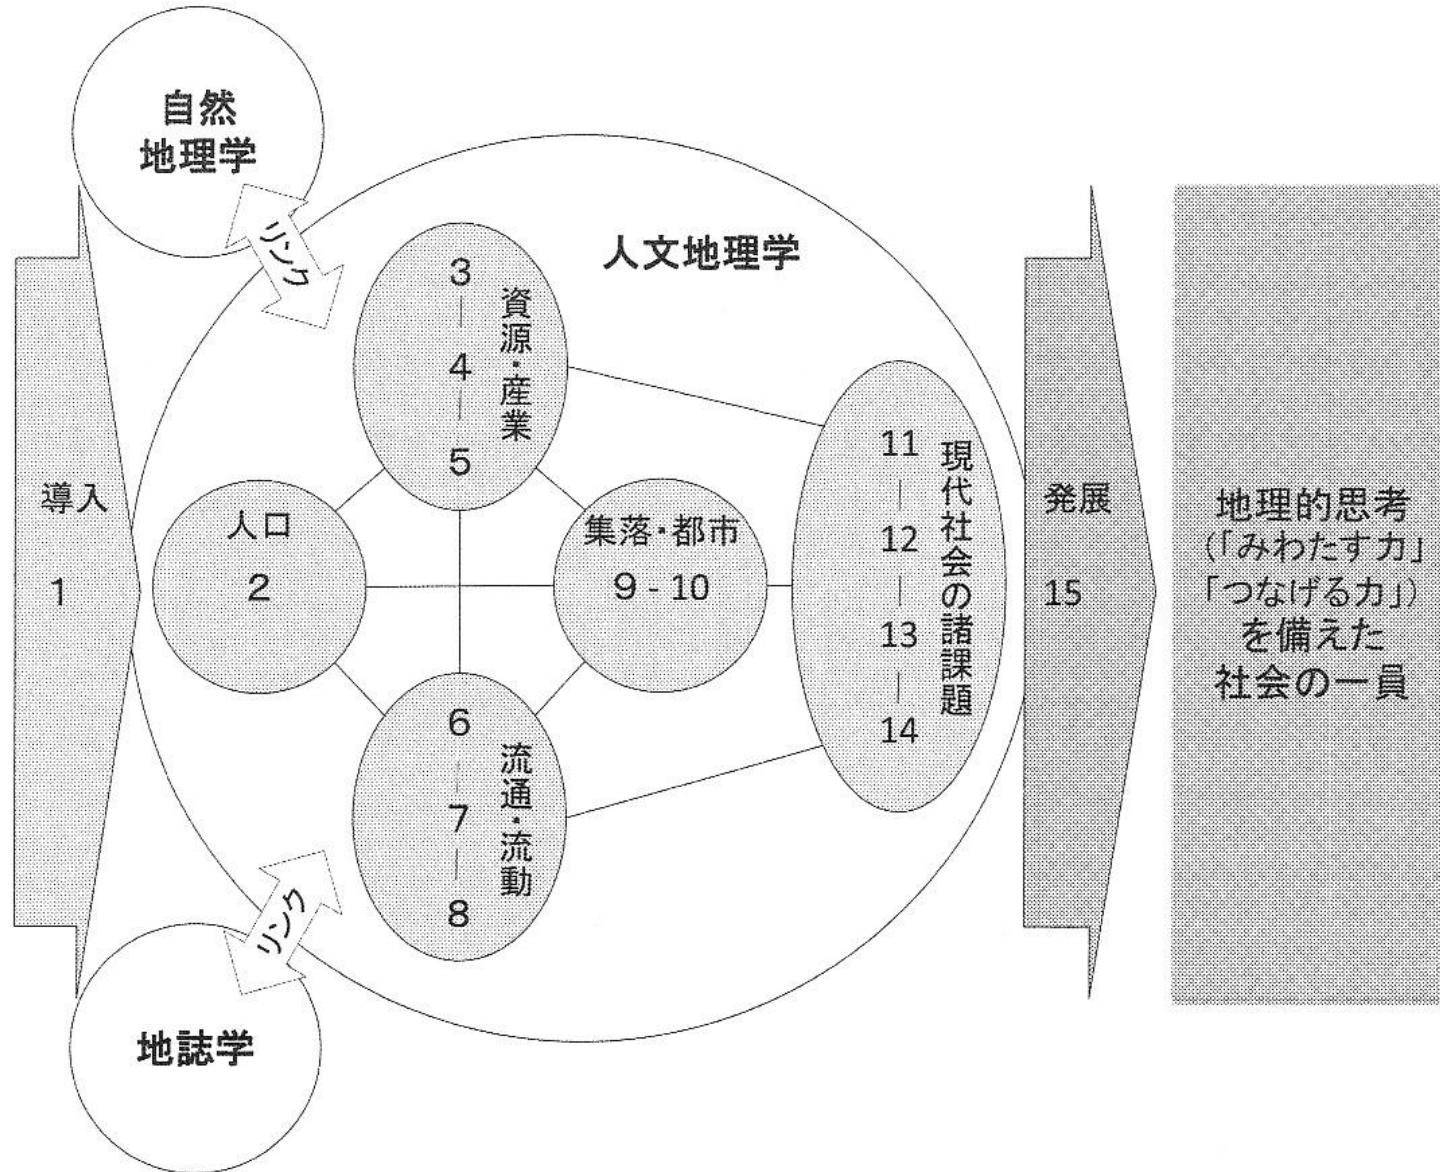 自然
地理学
リンク
人文地理学
3
4
5
資源・産業
導入
1
人口
2
集落・都市
9 - 10
11
12
13
14
現代社会の諸課題
6
7
8
流通・流動
リンク
地誌学
発展
15
地理的思考
(「みわたす力」
「つなげる力」)
を備えた
社会の一員